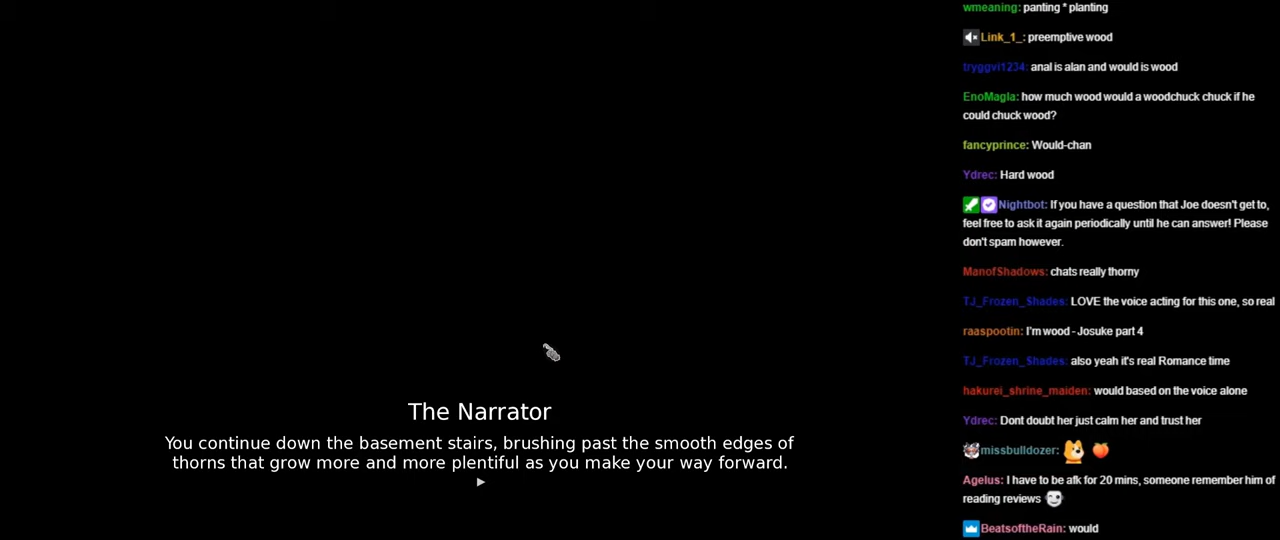 The Narrator
You continue down the basement stairs, brushing past the smooth edges of
thorns that grow more and more plentiful as you make your way forward.
wmeaning: panting * planting
Link_1_: preemptive wood
tryggvi1234: anal is alan and would is wood
EnoMagla: how much wood would a woodchuck chuck if he
could chuck wood?
fancyprince: Would-chan
Ydrec: Hard wood
Nightbot: If you have a question that Joe doesn't get to,
feel free to ask it again periodically until he can answer! Please
don't spam however.
ManofShadows: chats really thorny
TJ_Frozen_Shades: LOVE the voice acting for this one, so real
raaspootin: I'm wood - Josuke part 4
TJ_Frozen_Shades: also yeah it's real Romance time
hakurei_shrine_maiden: would based on the voice alone
Ydrec: Dont doubt her just calm her and trust her
missbulldozer:
Agelus: I have to be afk for 20 mins, someone remember him of
reading reviews
BeatsoftheRain: would